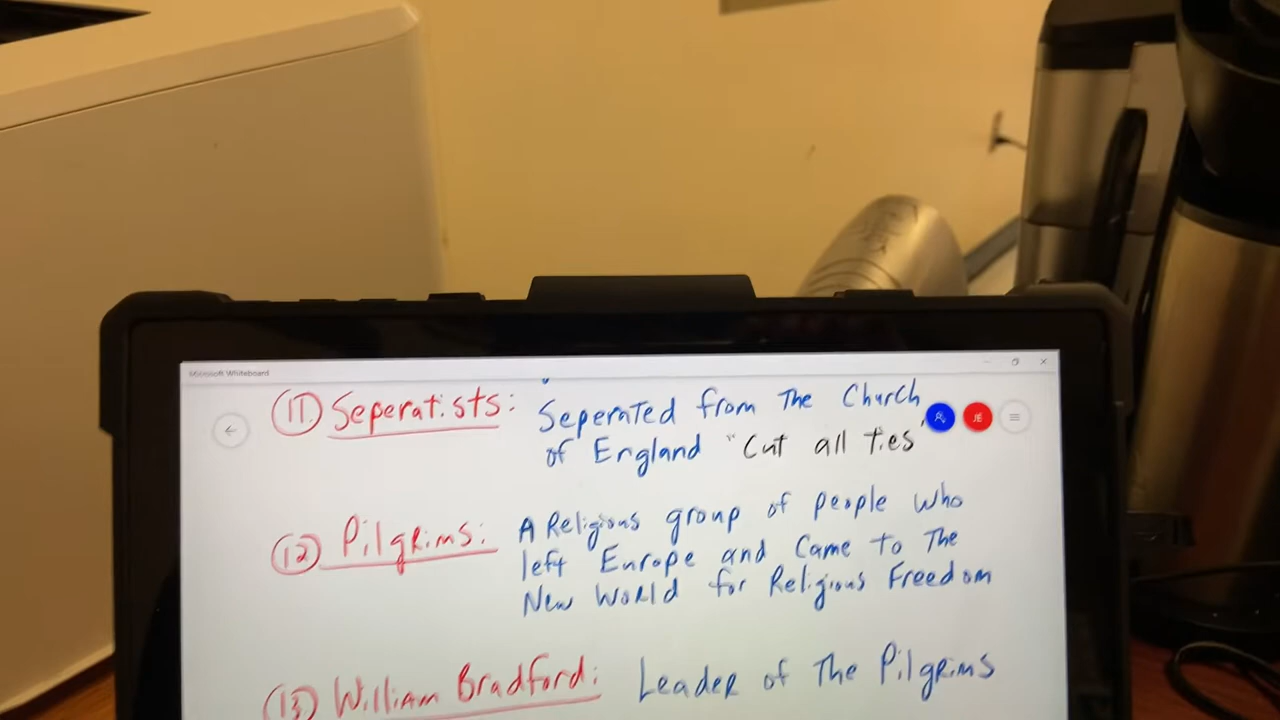 Microsoft Whiteboard
(11) Seperatists: Seperated from The Church
of England "Cut all ties"
(12) Pilgrims: A Religious group of people who
left Europe and Came to The
New World for Religious Freedom
(13) William Bradford: Leader of The Pilgrims
JE